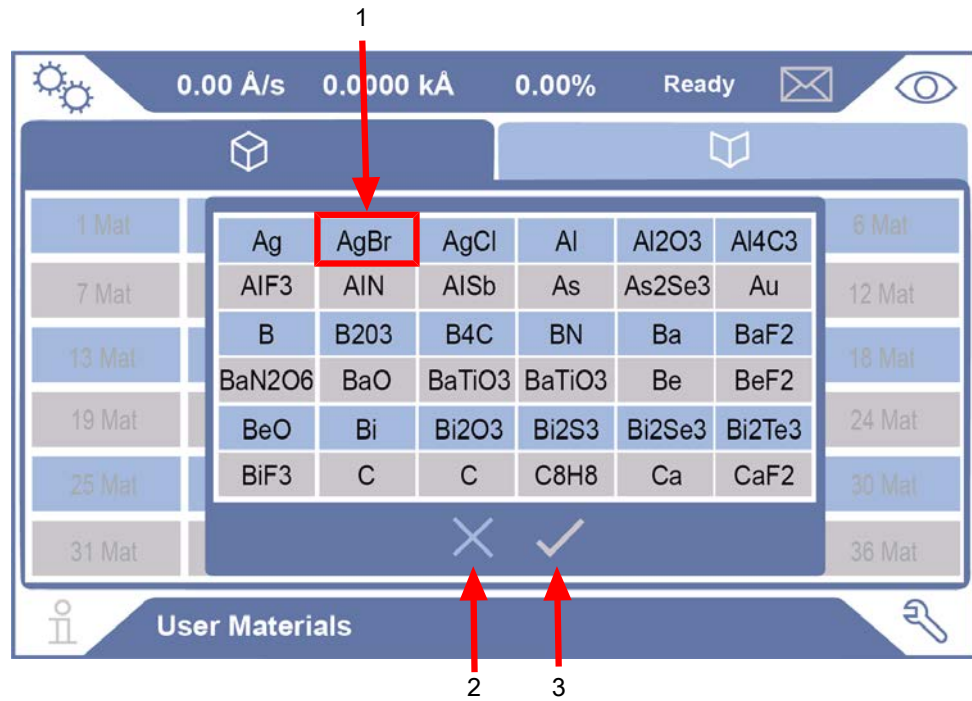 1
0.00 Å/s 0.0000 kÅ 0.00% Ready
1 Mat 6 Mat
Ag AgBr AgCl Al Al2O3 Al4C3
7 Mat 12 Mat
AlF3 AlN AlSb As As2Se3 Au
13 Mat 18 Mat
B B203 B4C BN Ba BaF2
BaN2O6 BaO BaTiO3 BaTiO3 Be BeF2
19 Mat 24 Mat
BeO Bi Bi2O3 Bi2S3 Bi2Se3 Bi2Te3
25 Mat 30 Mat
BiF3 C C C8H8 Ca CaF2
31 Mat 36 Mat
User Materials
2 3